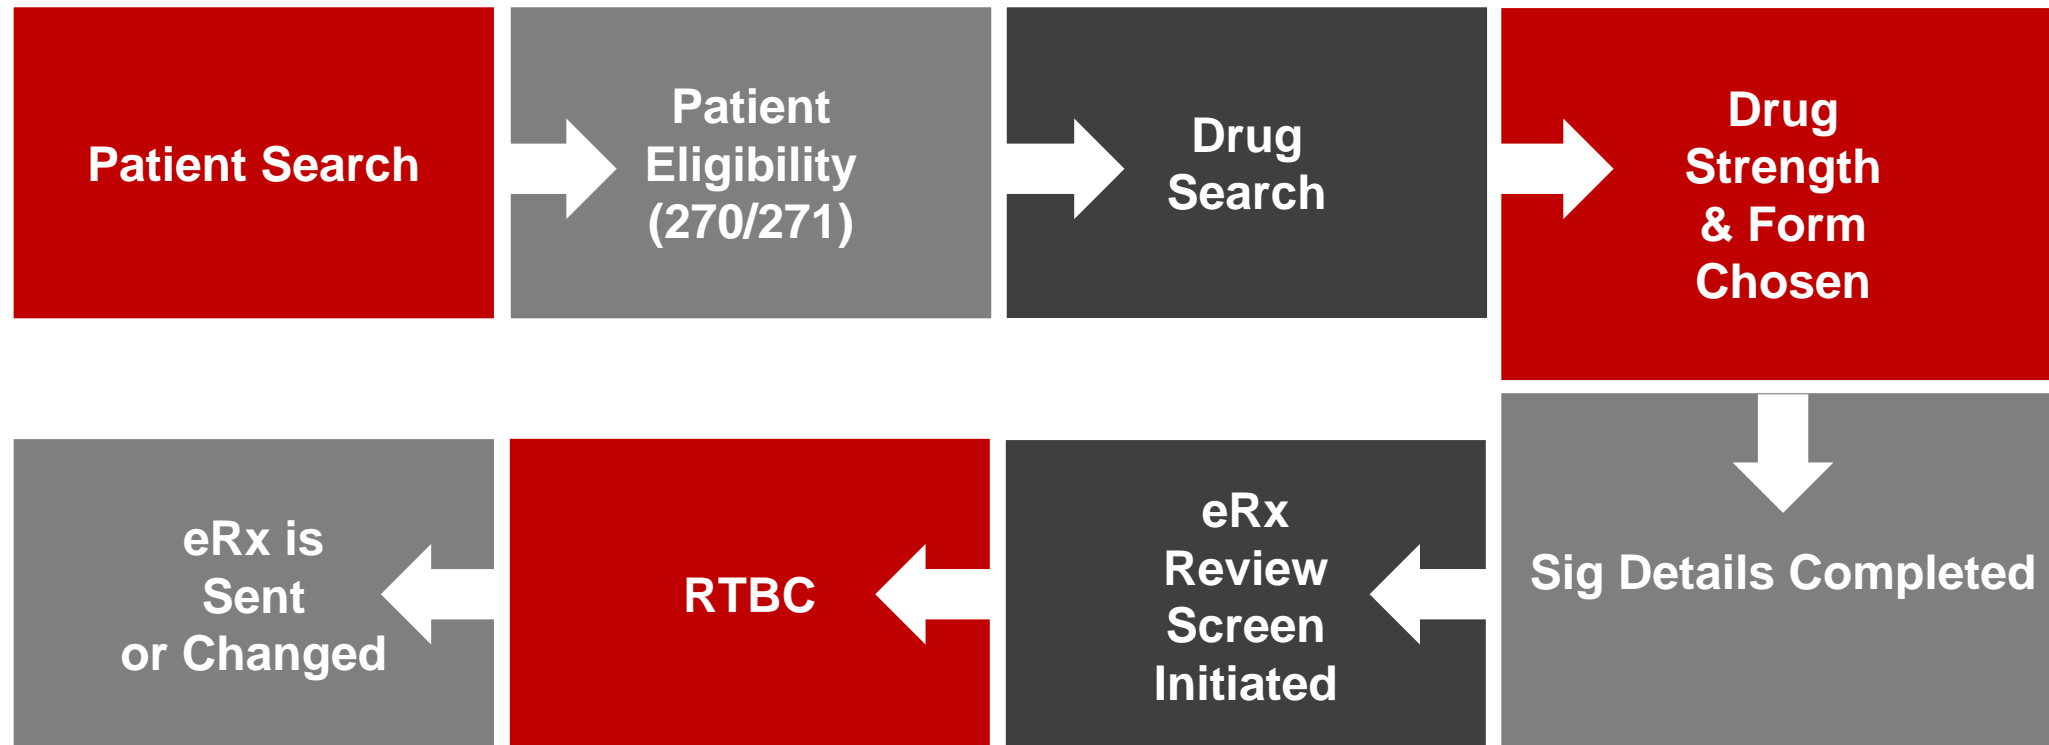 Patient Search
Patient
Eligibility
(270/271)
Drug
Search
Drug
Strength
& Form
Chosen
Sig Details Completed
eRx
Review
Screen
Initiated
RTBC
eRx is
Sent
or Changed